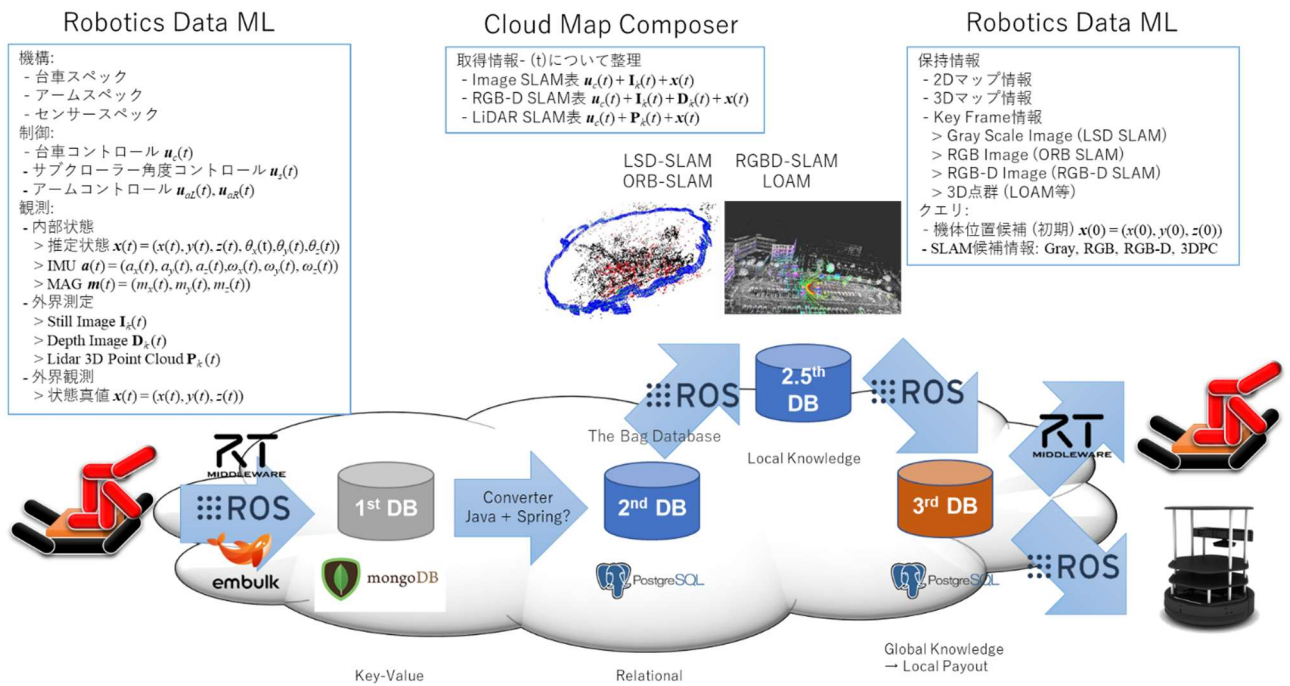 Robotics Data ML
機構:
- 台車スペック
- アームスペック
- センサースペック
制御:
- 台車コントロール u_c(t)
- サブクローラー角度コントロール u_s(t)
- アームコントロール u_aL(t), u_aR(t)
観測:
- 内部状態
> 推定状態 x(t) = (x(t), y(t), z(t), θ_x(t),θ_y(t),θ_z(t))
> IMU a(t) = (a_x(t), a_y(t), a_z(t),ω_x(t), ω_y(t), ω_z(t))
> MAG m(t) = (m_x(t), m_y(t), m_z(t))
- 外界測定
> Still Image I_k(t)
> Depth Image D_k(t)
> Lidar 3D Point Cloud P_k(t)
- 外界観測
> 状態真値 x(t) = (x(t), y(t), z(t))
Cloud Map Composer
取得情報- (t)について整理
- Image SLAM表 u_c(t) + I_k(t) + x(t)
- RGB-D SLAM表 u_c(t) + I_k(t) + D_k(t) + x(t)
- LiDAR SLAM表 u_c(t) + P_k(t) + x(t)
LSD-SLAM
ORB-SLAM
RGBD-SLAM
LOAM
Robotics Data ML
保持情報
- 2Dマップ情報
- 3Dマップ情報
- Key Frame情報
> Gray Scale Image (LSD SLAM)
> RGB Image (ORB SLAM)
> RGB-D Image (RGB-D SLAM)
> 3D点群 (LOAM等)
クエリ:
- 機体位置候補 (初期) x(0) = (x(0), y(0), z(0))
- SLAM候補情報: Gray, RGB, RGB-D, 3DPC
RT
MIDDLEWARE
ROS
embulk
1st DB
mongoDB
Key-Value
Converter
Java + Spring?
ROS
The Bag Database
2nd DB
PostgreSQL
Relational
2.5th
DB
Local Knowledge
ROS
3rd DB
PostgreSQL
Global Knowledge
→ Local Payout
RT
MIDDLEWARE
ROS